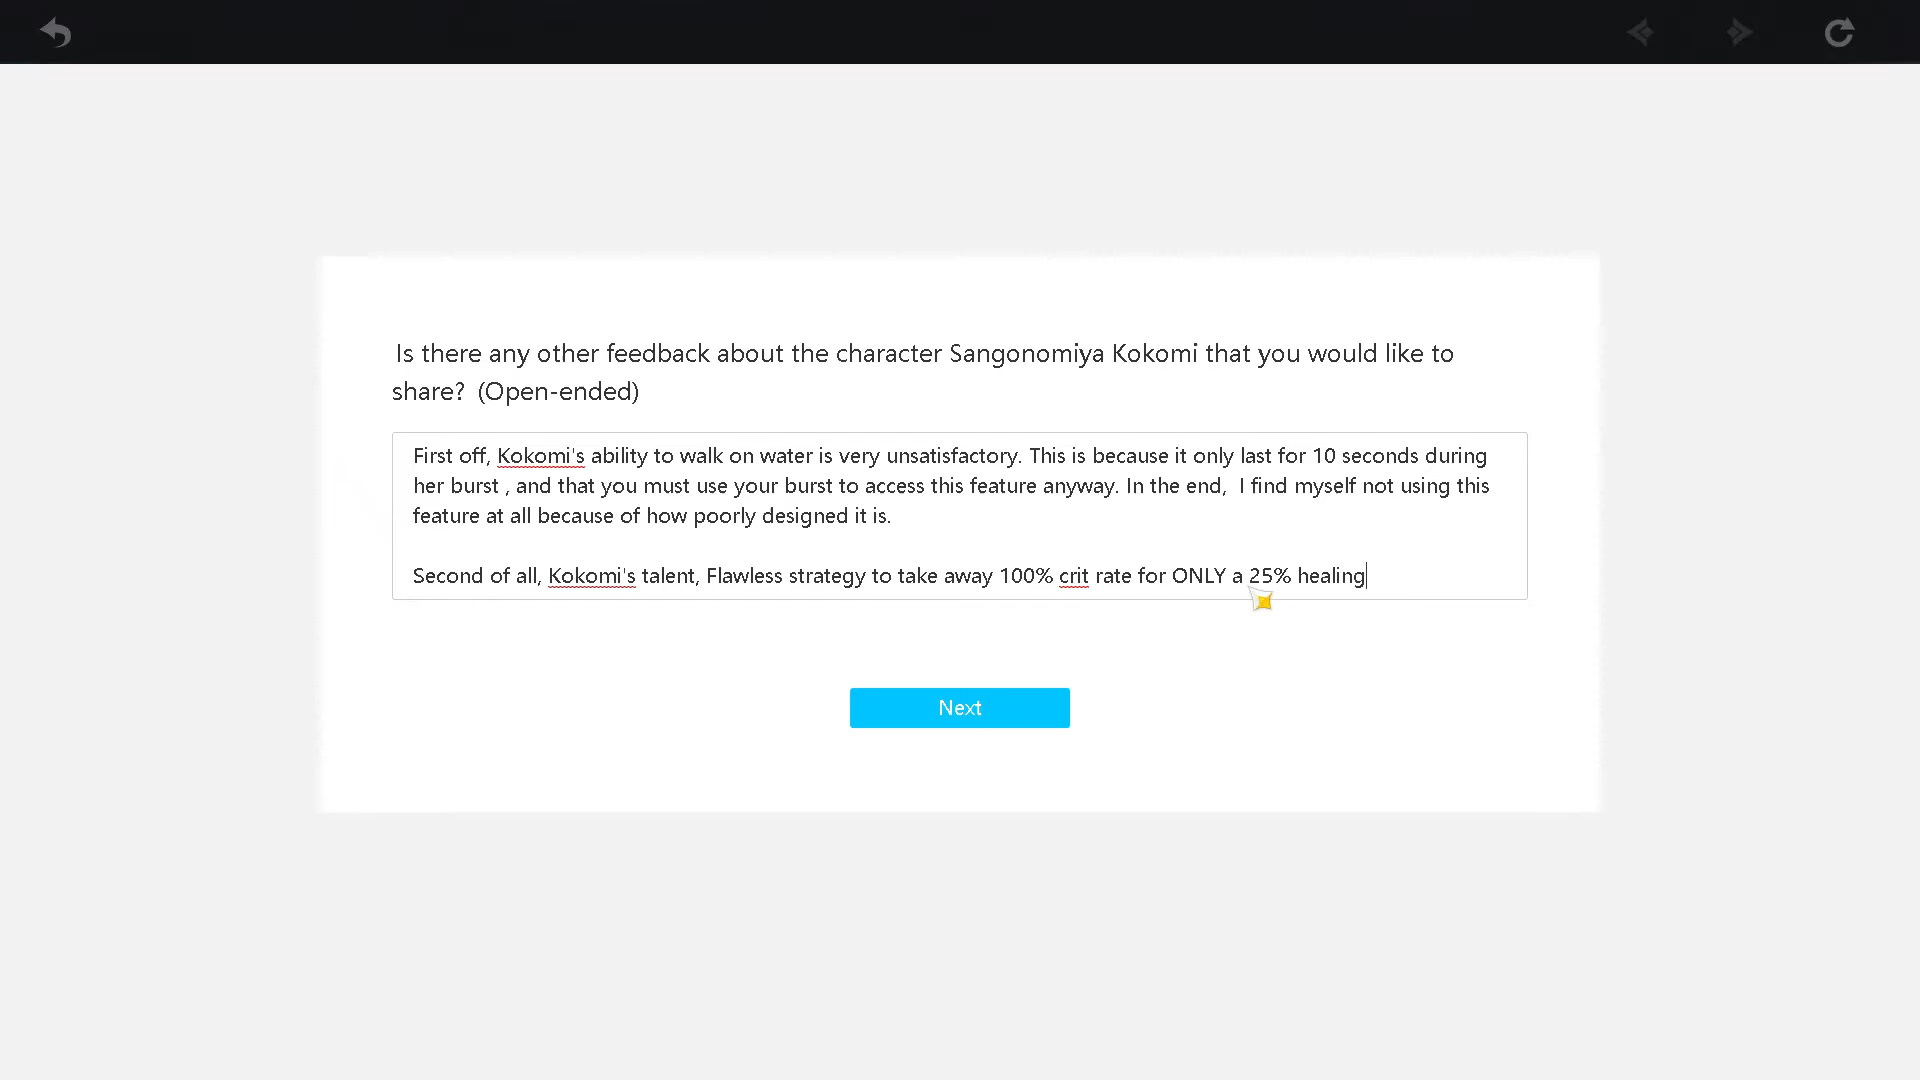 Is there any other feedback about the character Sangonomiya Kokomi that you would like to
share?  (Open-ended)
First off, Kokomi's ability to walk on water is very unsatisfactory. This is because it only last for 10 seconds during
her burst , and that you must use your burst to access this feature anyway. In the end,  I find myself not using this
feature at all because of how poorly designed it is.
Second of all, Kokomi's talent, Flawless strategy to take away 100% crit rate for ONLY a 25% healing
Next